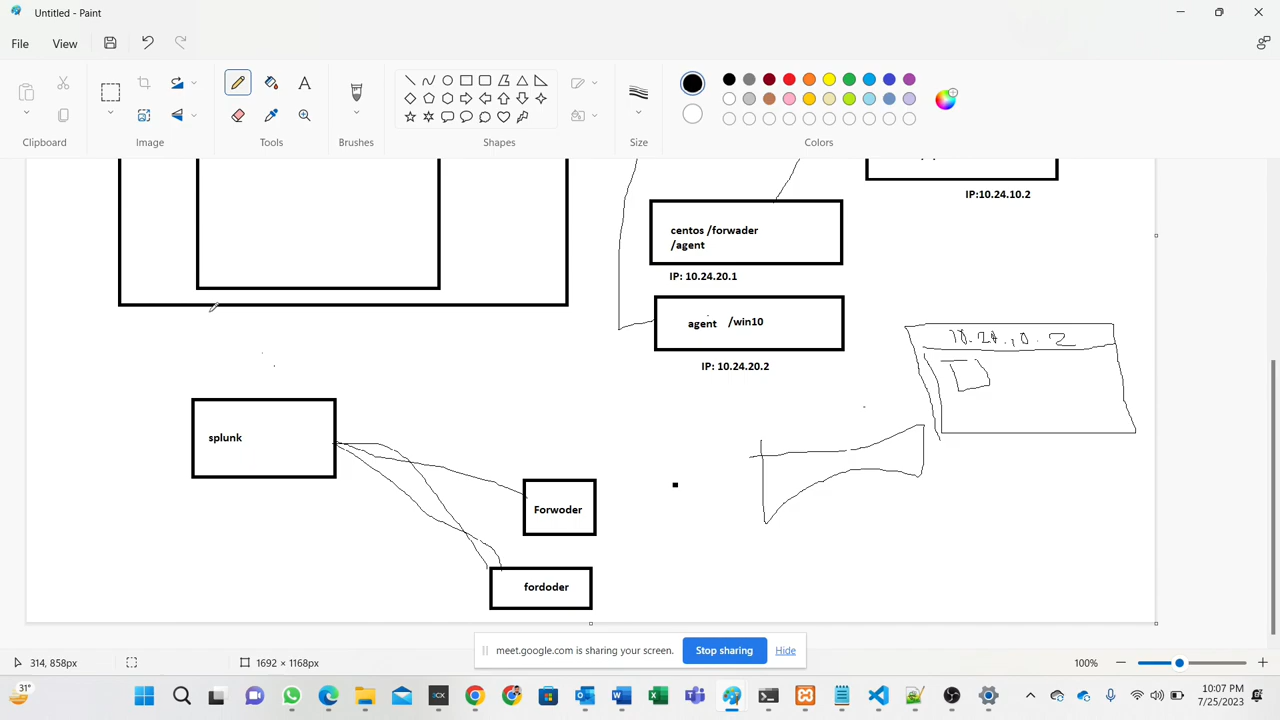 Untitled - Paint
File
View
Clipboard
Image
Tools
Brushes
Shapes
Size
Colors
IP:10.24.10.2
centos /forwader
/agent
IP: 10.24.20.1
agent /win10
IP: 10.24.20.2
10.24.10.2
splunk
Forwoder
fordoder
meet.google.com is sharing your screen.
Stop sharing
Hide
314, 858px
1692 × 1168px
100%
31°
10:07 PM
7/25/2023